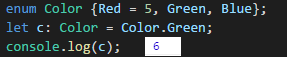 enum Color {Red = 5, Green, Blue};
let c: Color = Color.Green;
console.log(c); 6